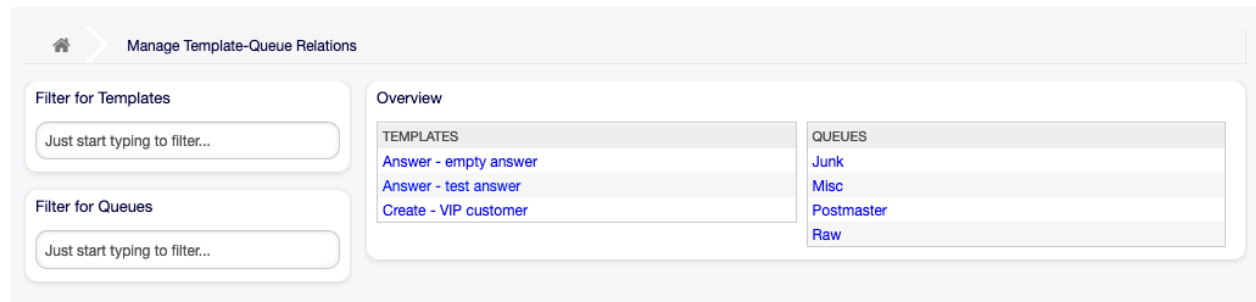 Manage Template-Queue Relations
Filter for Templates
Just start typing to filter...
Filter for Queues
Just start typing to filter...
Overview
TEMPLATES
Answer - empty answer
Answer - test answer
Create - VIP customer
QUEUES
Junk
Misc
Postmaster
Raw